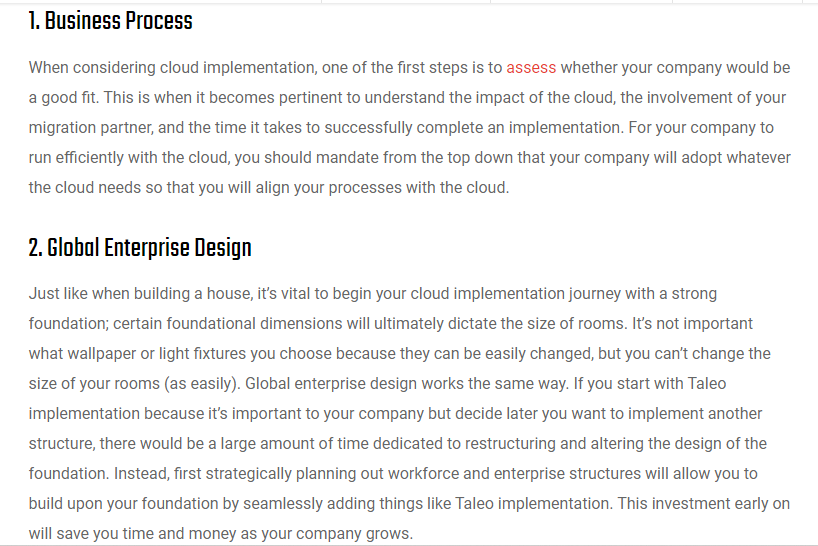 1. Business Process
When considering cloud implementation, one of the first steps is to assess whether your company would be
a good fit. This is when it becomes pertinent to understand the impact of the cloud, the involvement of your
migration partner, and the time it takes to successfully complete an implementation. For your company to
run efficiently with the cloud, you should mandate from the top down that your company will adopt whatever
the cloud needs so that you will align your processes with the cloud.
2. Global Enterprise Design
Just like when building a house, it’s vital to begin your cloud implementation journey with a strong
foundation; certain foundational dimensions will ultimately dictate the size of rooms. It’s not important
what wallpaper or light fixtures you choose because they can be easily changed, but you can’t change the
size of your rooms (as easily). Global enterprise design works the same way. If you start with Taleo
implementation because it’s important to your company but decide later you want to implement another
structure, there would be a large amount of time dedicated to restructuring and altering the design of the
foundation. Instead, first strategically planning out workforce and enterprise structures will allow you to
build upon your foundation by seamlessly adding things like Taleo implementation. This investment early on
will save you time and money as your company grows.